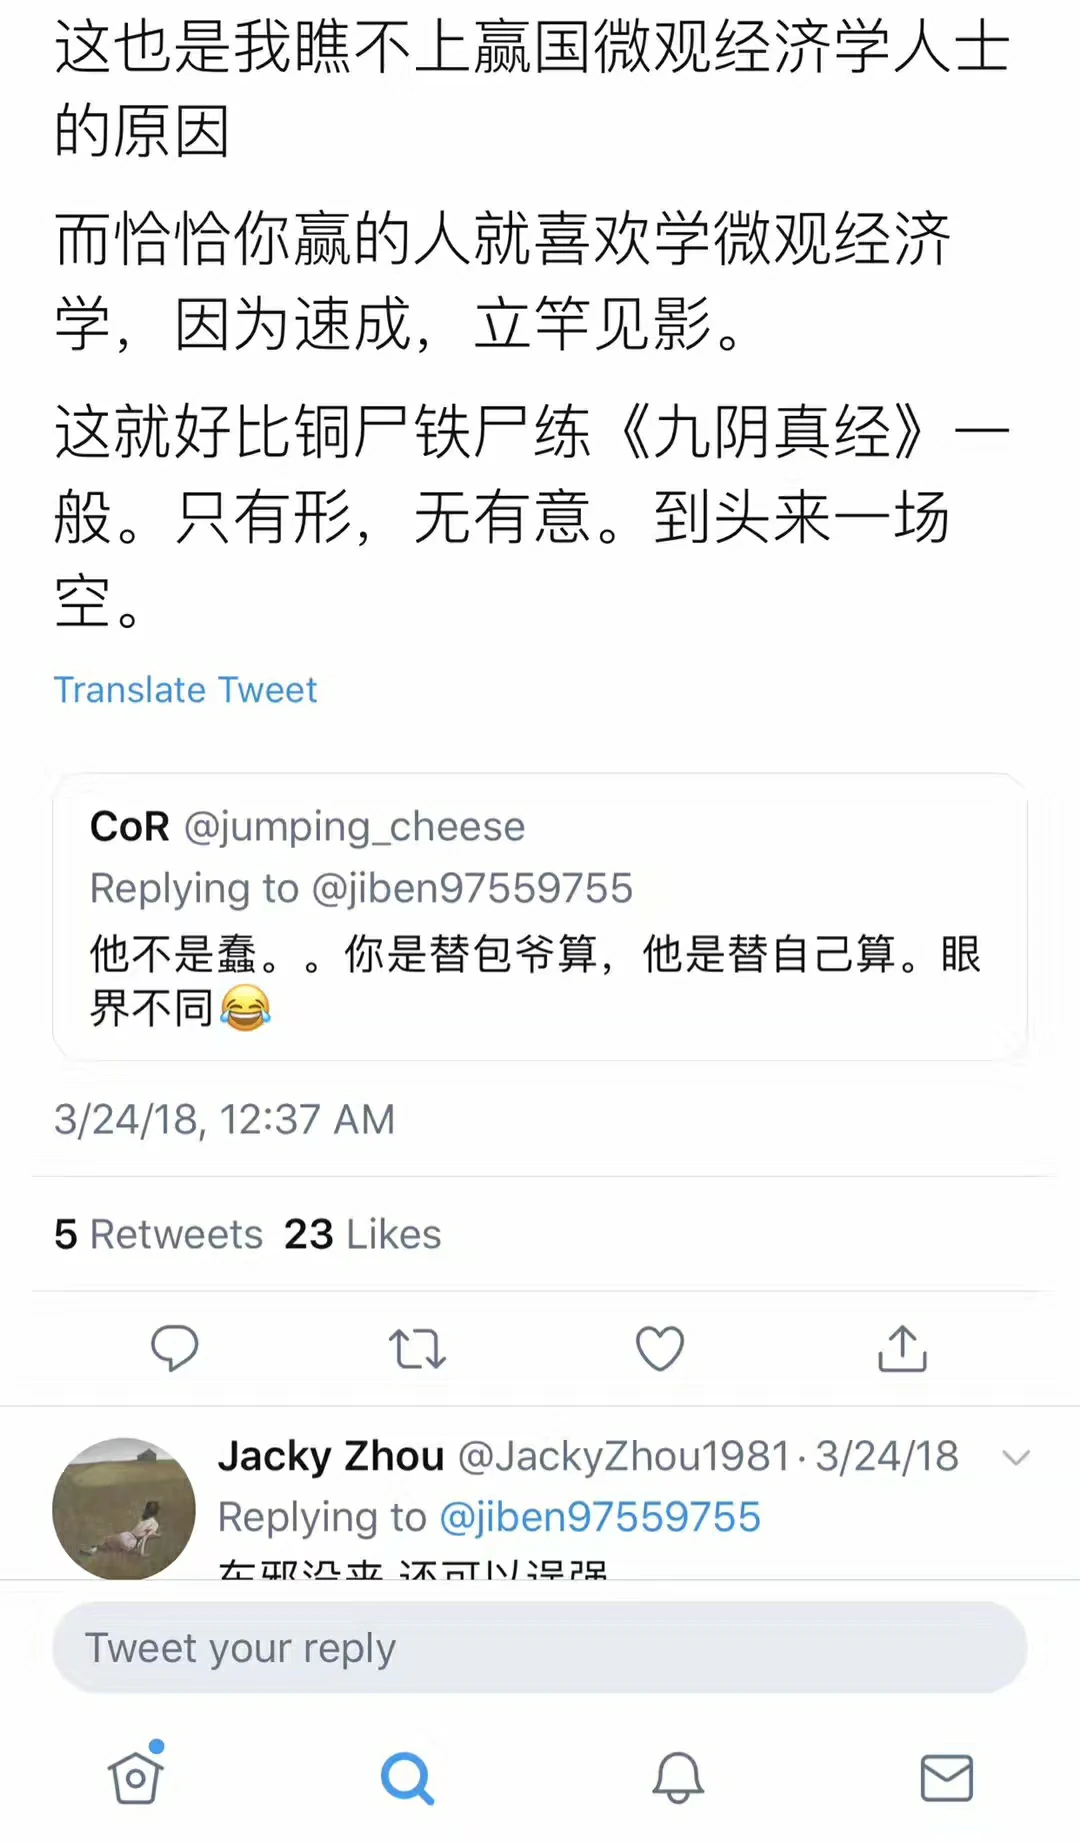 这也是我瞧不上赢国微观经济学人士
的原因
而恰恰你赢的人就喜欢学微观经济
学，因为速成，立竿见影。
这就好比铜尸铁尸练《九阴真经》一
般。只有形，无有意。到头来一场
空。
Translate Tweet
CoR @jumping_cheese
Replying to @jiben97559755
他不是蠢。。你是替包爷算，他是替自己算。眼
界不同😂
3/24/18, 12:37 AM
5 Retweets 23 Likes
Jacky Zhou @JackyZhou1981 · 3/24/18
Replying to @jiben97559755
Tweet your reply